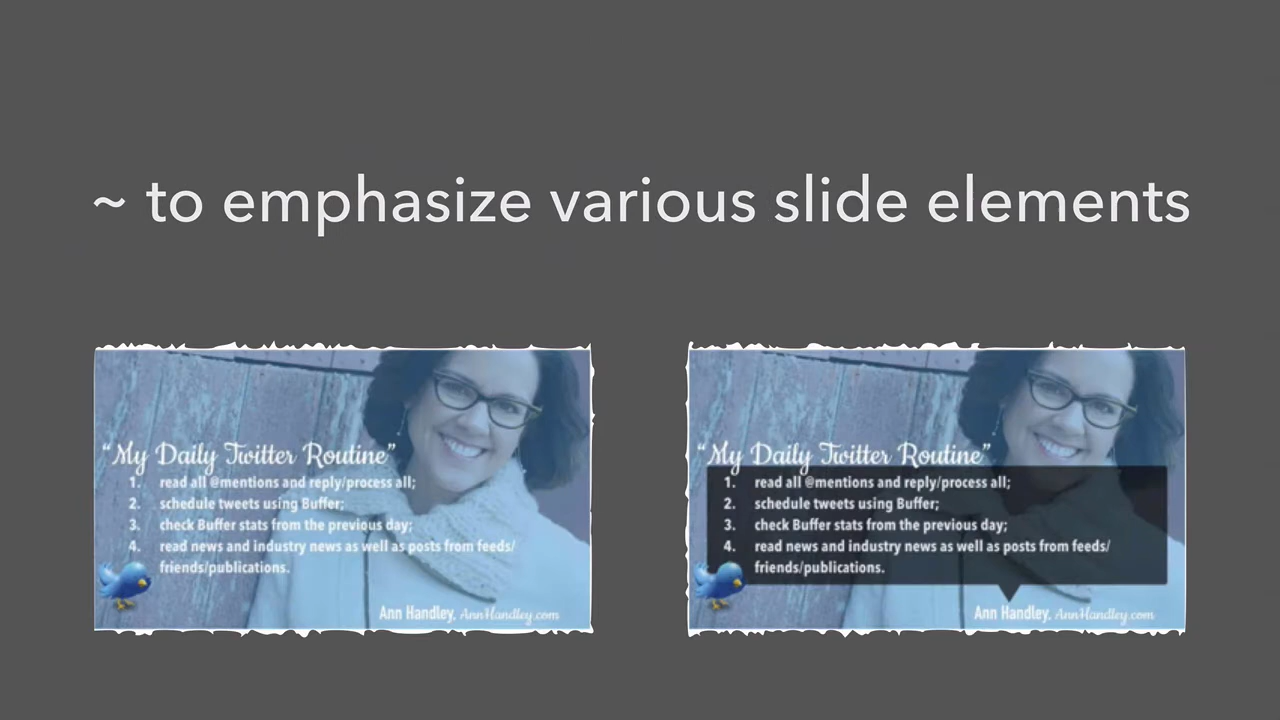 ~ to emphasize various slide elements
“My Daily Twitter Routine”
1. read all @mentions and reply/process all;
2. schedule tweets using Buffer;
3. check Buffer stats from the previous day;
4. read news and industry news as well as posts from feeds/
friends/publications.
Ann Handley, AnnHandley.com
“My Daily Twitter Routine”
1. read all @mentions and reply/process all;
2. schedule tweets using Buffer;
3. check Buffer stats from the previous day;
4. read news and industry news as well as posts from feeds/
friends/publications.
Ann Handley, AnnHandley.com